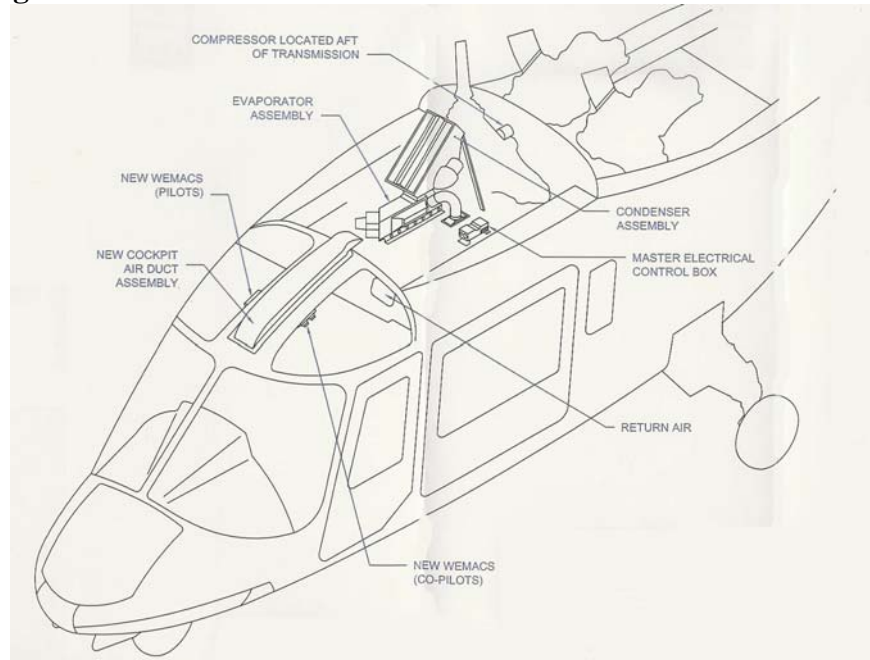 COMPRESSOR LOCATED AFT
OF TRANSMISSION
EVAPORATOR
ASSEMBLY
NEW WEMACS
(PILOTS)
NEW COCKPIT
AIR DUCT
ASSEMBLY
CONDENSER
ASSEMBLY
MASTER ELECTRICAL
CONTROL BOX
RETURN AIR
NEW WEMACS
(CO-PILOTS)